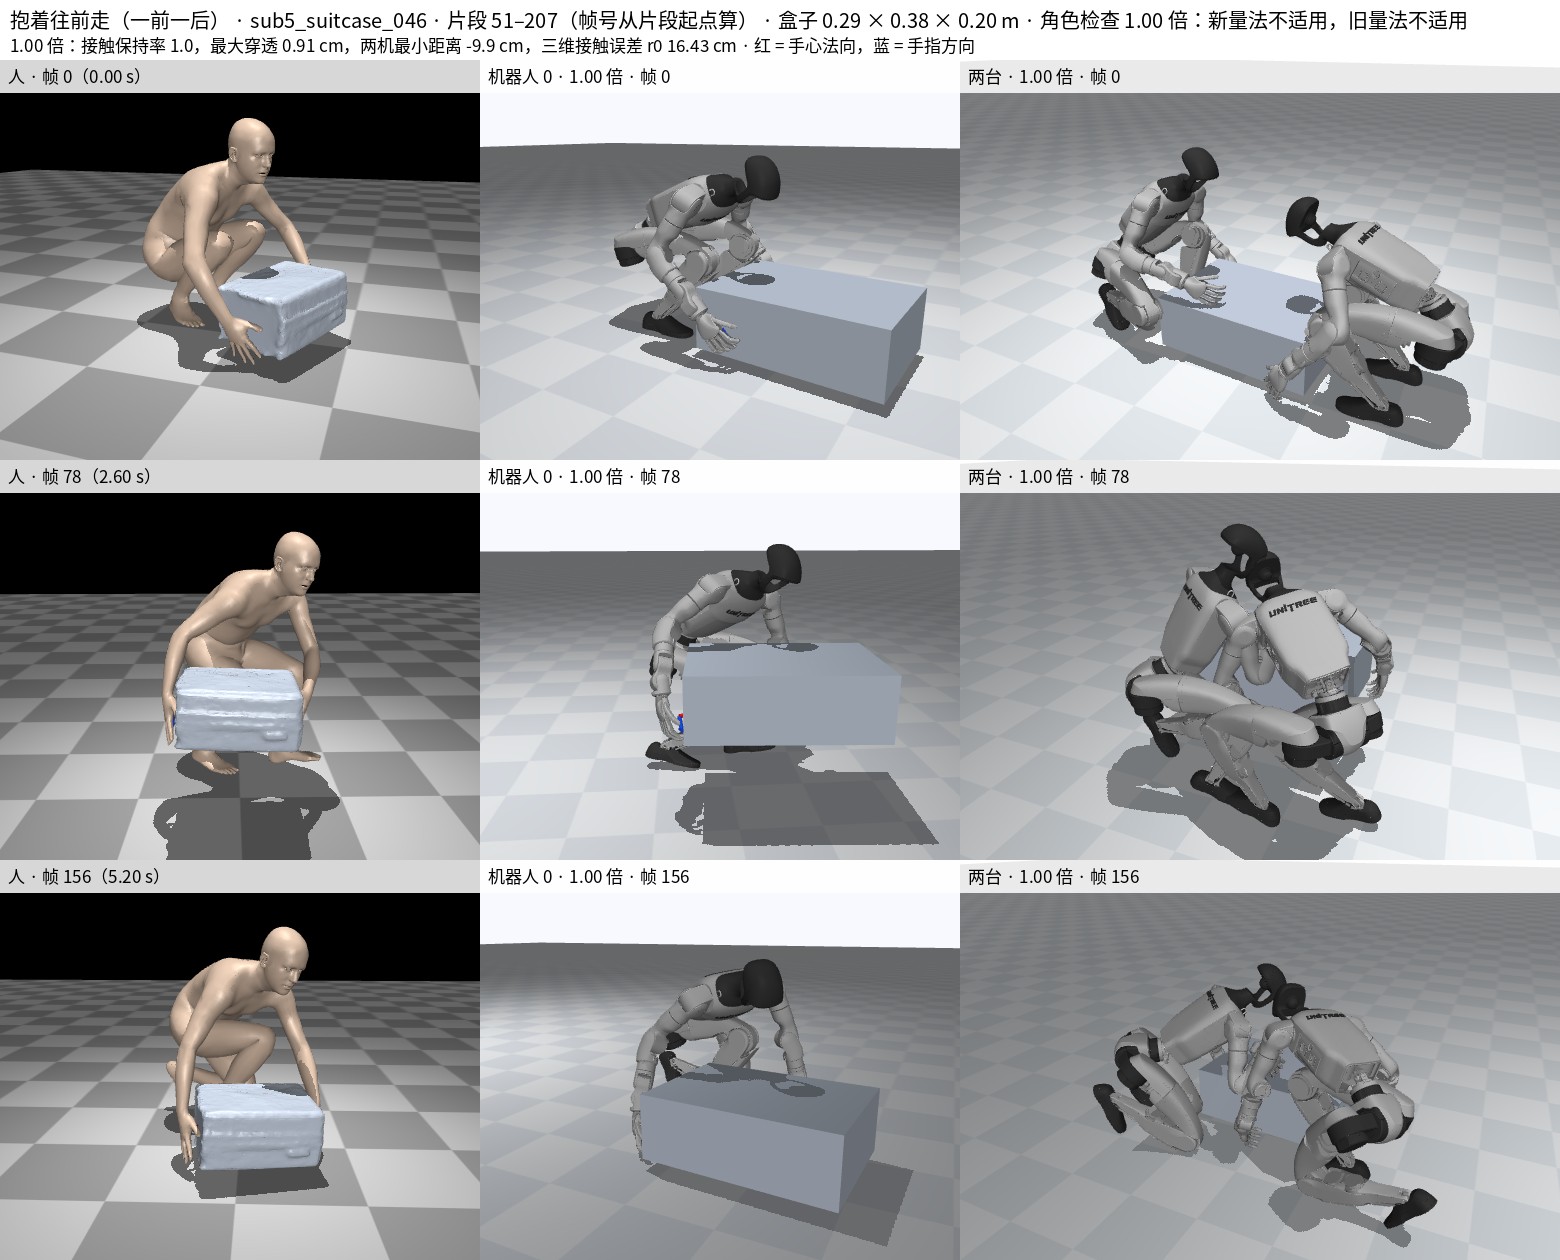 抱着往前走（一前一后） · sub5_suitcase_046 · 片段 51–207（帧号从片段起点算） · 盒子 0.29 × 0.38 × 0.20 m · 角色检查 1.00 倍：新量法不适用，旧量法不适用
1.00 倍：接触保持率 1.0，最大穿透 0.91 cm，两机最小距离 -9.9 cm，三维接触误差 r0 16.43 cm · 红 = 手心法向，蓝 = 手指方向
人 · 帧 0（0.00 s）
机器人 0 · 1.00 倍 · 帧 0
两台 · 1.00 倍 · 帧 0
人 · 帧 78（2.60 s）
机器人 0 · 1.00 倍 · 帧 78
两台 · 1.00 倍 · 帧 78
UNITREE
UNITREE
人 · 帧 156（5.20 s）
机器人 0 · 1.00 倍 · 帧 156
两台 · 1.00 倍 · 帧 156
UNITREE